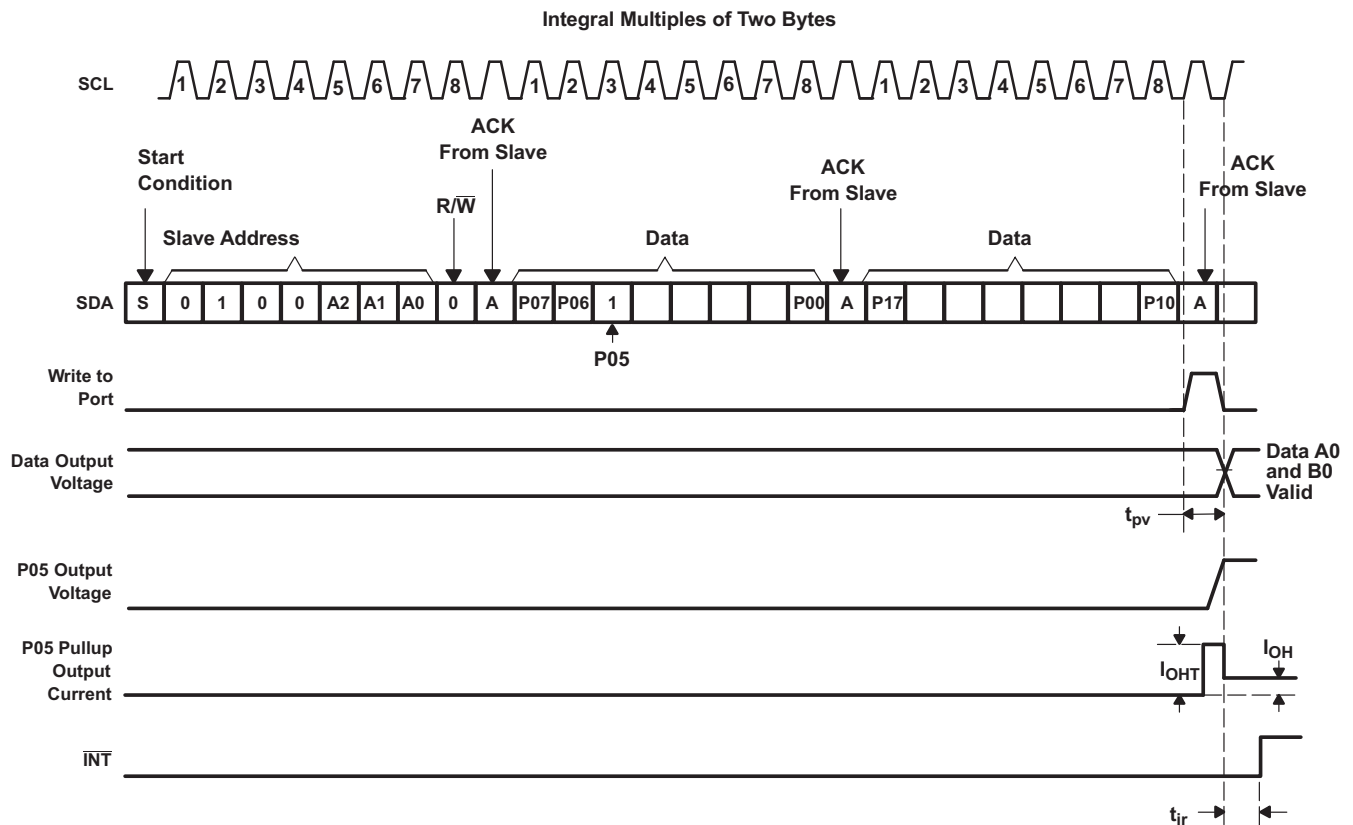 Integral Multiples of Two Bytes
SCL
1 2 3 4 5 6 7 8 1 2 3 4 5 6 7 8 1 2 3 4 5 6 7 8
Start
Condition
R/W̅
ACK
From Slave
ACK
From Slave
ACK
From Slave
Slave Address
Data
Data
SDA
S 0 1 0 0 A2 A1 A0 0 A P07 P06 1 P00 A P17 P10 A
P05
Write to
Port
Data Output
Voltage
Data A0
and B0
Valid
tpv
P05 Output
Voltage
P05 Pullup
Output
Current
IOHT
IOH
I̅N̅T̅
tir